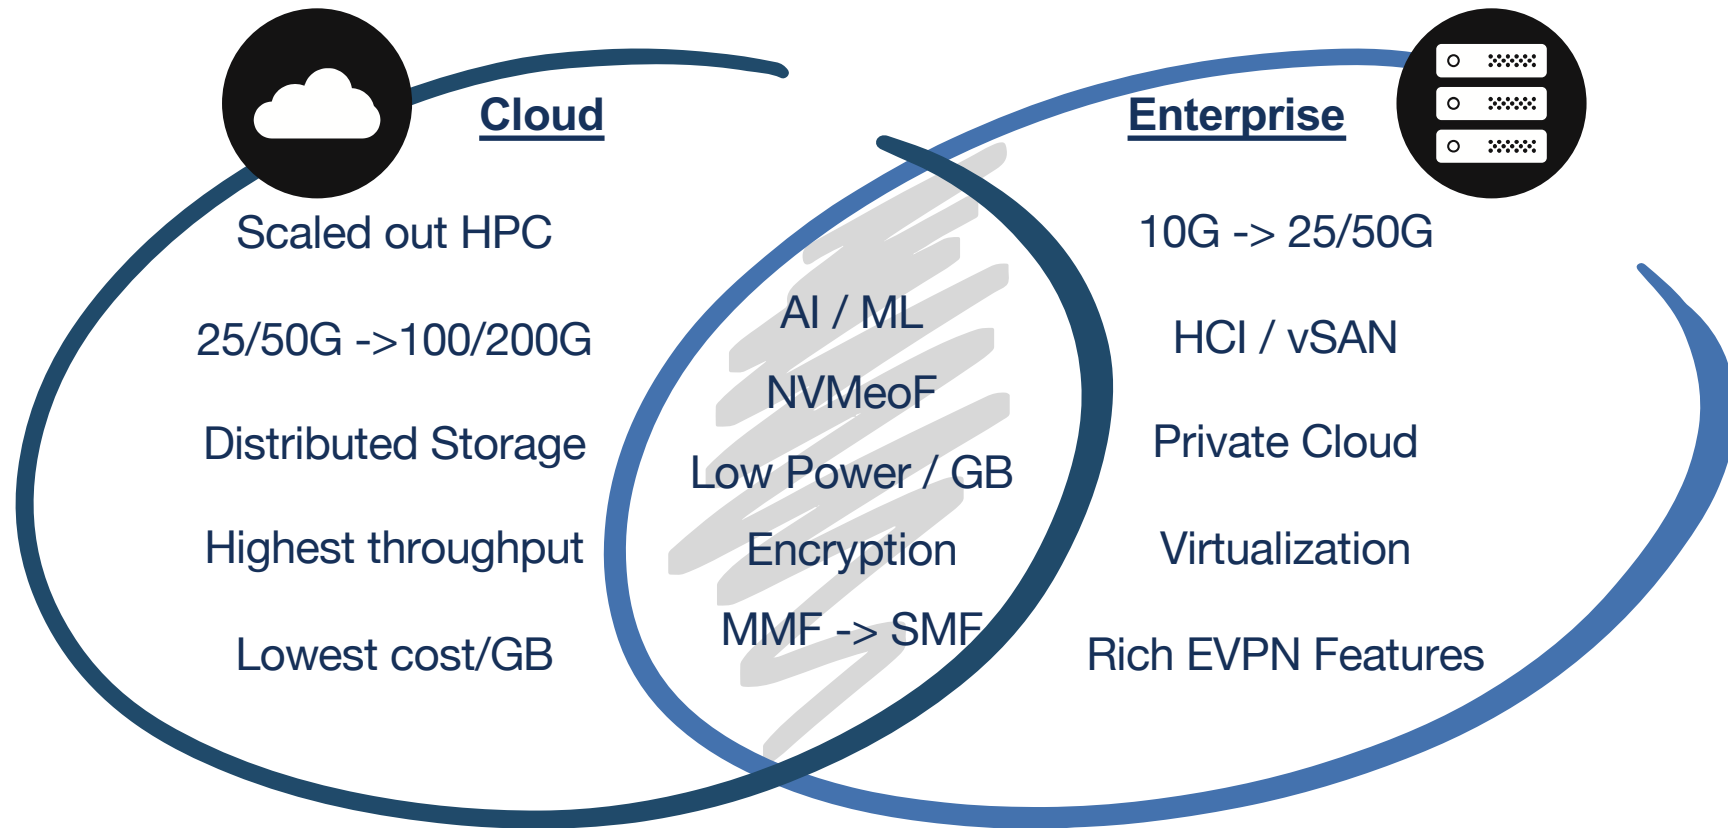 Cloud
Scaled out HPC
25/50G ->100/200G
Distributed Storage
Highest throughput
Lowest cost/GB
AI / ML
NVMeoF
Low Power / GB
Encryption
MMF -> SMF
Enterprise
10G -> 25/50G
HCI / vSAN
Private Cloud
Virtualization
Rich EVPN Features